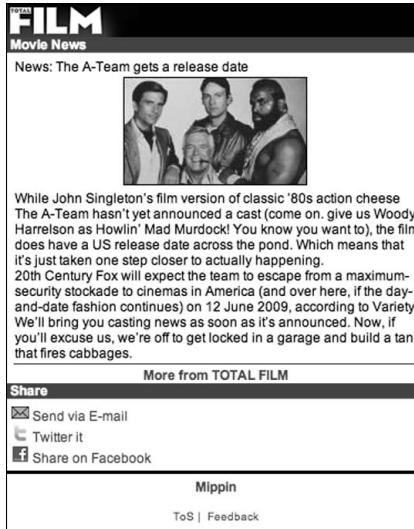 TOTAL
FILM
Movie News
News: The A-Team gets a release date
While John Singleton's film version of classic '80s action cheese
The A-Team hasn't yet announced a cast (come on. give us Woody
Harrelson as Howlin' Mad Murdock! You know you want to), the film
does have a US release date across the pond. Which means that
it's just taken one step closer to actually happening.
20th Century Fox will expect the team to escape from a maximum-
security stockade to cinemas in America (and over here, if the day-
and-date fashion continues) on 12 June 2009, according to Variety
We'll bring you casting news as soon as it's announced. Now, if
you'll excuse us, we're off to get locked in a garage and build a tan
that fires cabbages.
More from TOTAL FILM
Share
Send via E-mail
Twitter it
Share on Facebook
Mippin
ToS | Feedback